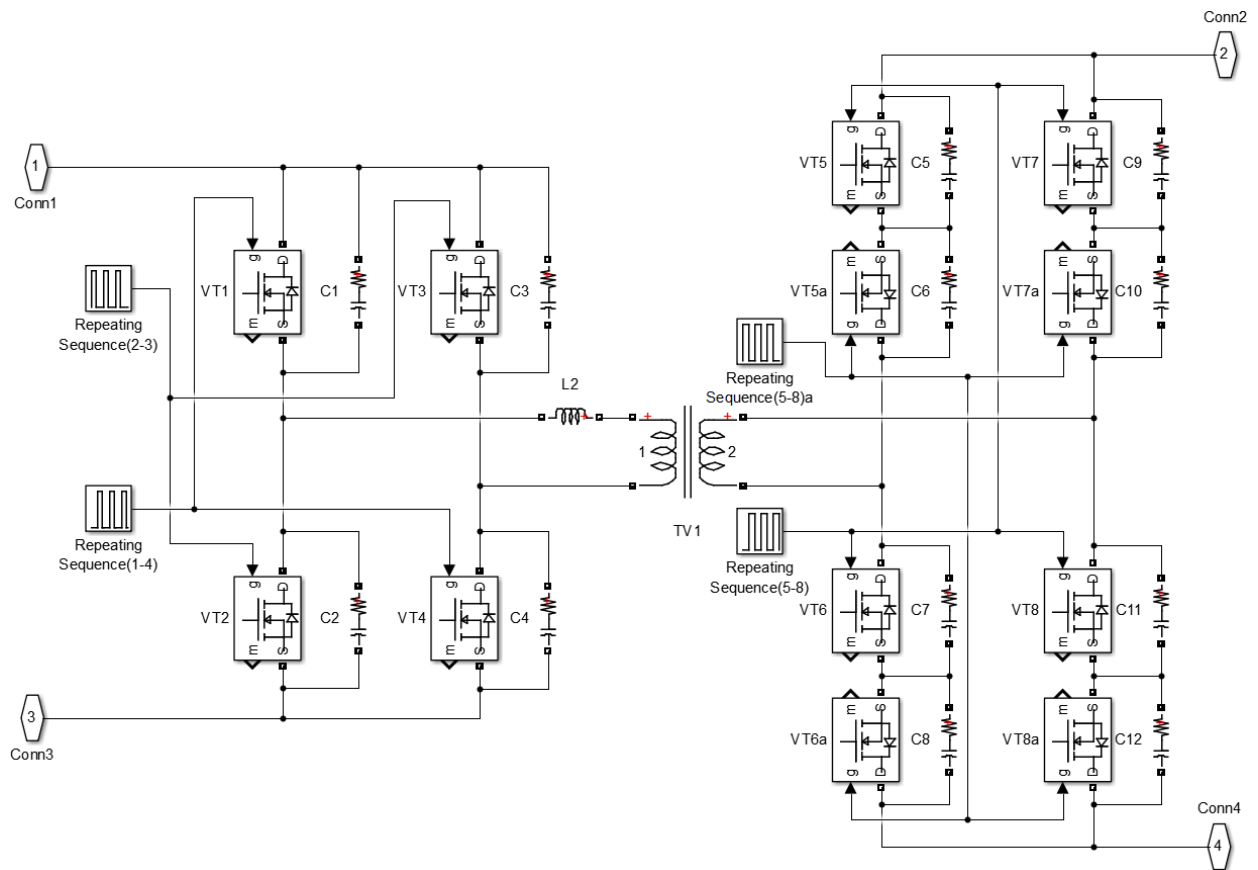 Conn2
2
g
D
VT5
C5
m
S
g
D
VT7
C9
m
S
1
Conn1
g
D
VT1
C1
m
S
g
D
VT3
C3
m
S
m
S
VT5a
C6
g
D
m
S
VT7a
C10
g
D
Repeating
Sequence(2-3)
Repeating
Sequence(5-8)a
L2
+
+
+
1
2
TV1
Repeating
Sequence(1-4)
Repeating
Sequence(5-8)
g
D
VT2
C2
m
S
g
D
VT4
C4
m
S
g
D
VT6
C7
m
S
g
D
VT8
C11
m
S
3
Conn3
m
S
VT6a
C8
g
D
m
S
VT8a
C12
g
D
Conn4
4